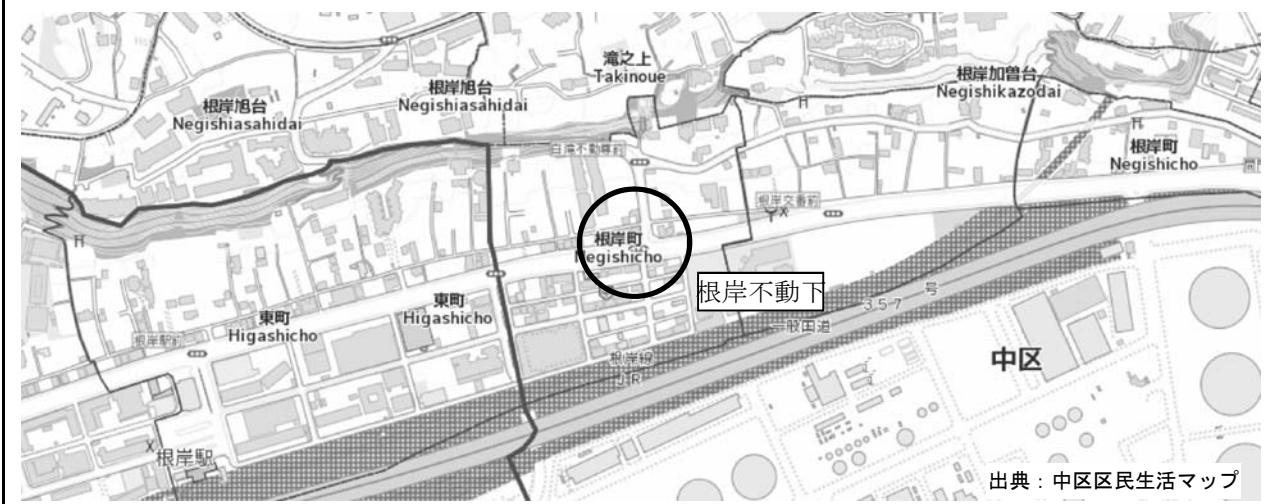 滝之上
Takinoue
根岸旭台
Negishiasahidai
根岸加曽台
Negishikazodai
根岸旭台
Negishiasahidai
白滝不動尊前
根岸町
Negishicho
根岸交番前
根岸町
Negishicho
根岸不動下
東町
Higashicho
東町
Higashicho
357号
一般国道
根岸駅前
根岸線
JR
中区
根岸駅
出典：中区区民生活マップ